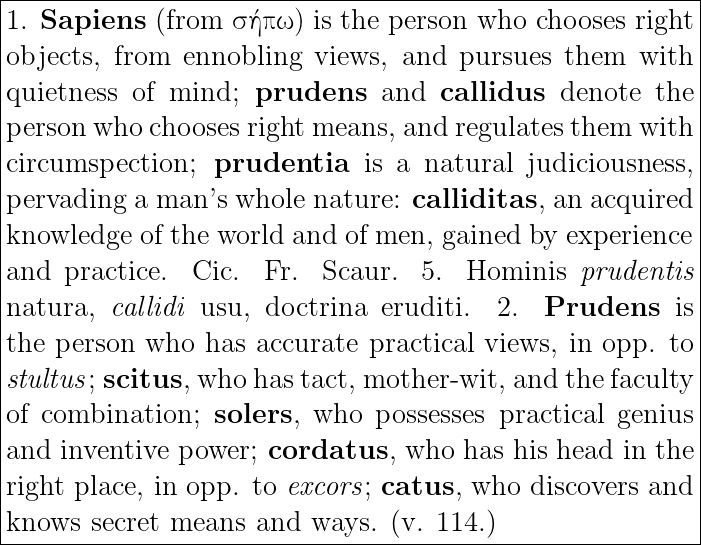 1. Sapiens (from σήπω) is the person who chooses right
objects, from ennobling views, and pursues them with
quietness of mind; prudens and callidus denote the
person who chooses right means, and regulates them with
circumspection; prudentia is a natural judiciousness,
pervading a man's whole nature: calliditas, an acquired
knowledge of the world and of men, gained by experience
and practice. Cic. Fr. Scaur. 5. Hominis prudentis
natura, callidi usu, doctrina eruditi. 2. Prudens is
the person who has accurate practical views, in opp. to
stultus; scitus, who has tact, mother-wit, and the faculty
of combination; solers, who possesses practical genius
and inventive power; cordatus, who has his head in the
right place, in opp. to excors; catus, who discovers and
knows secret means and ways. (v. 114.)